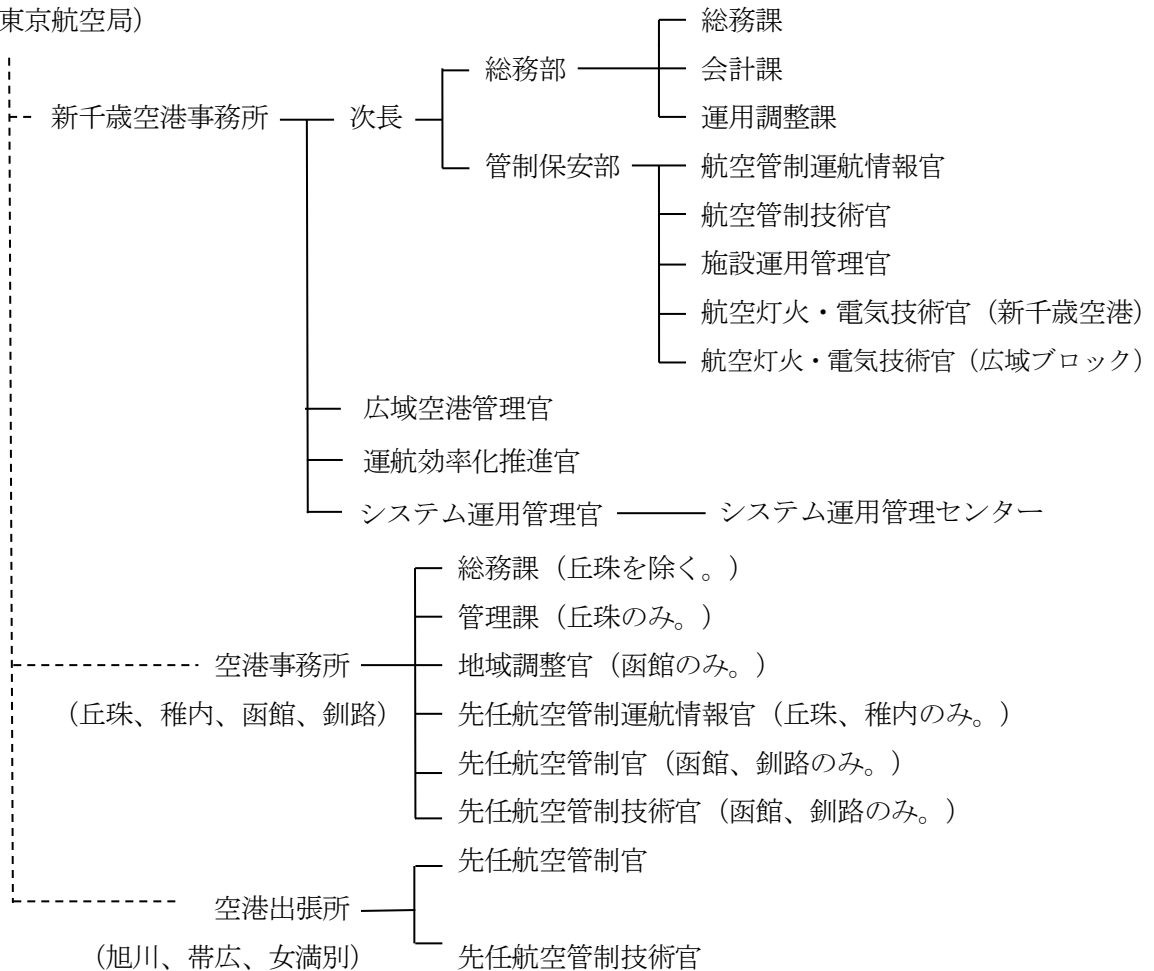 東京航空局)
総務課
総務部
会計課
新千歳空港事務所
次長
運用調整課
管制保安部
航空管制運航情報官
航空管制技術官
施設運用管理官
航空灯火・電気技術官（新千歳空港）
航空灯火・電気技術官（広域ブロック）
広域空港管理官
運航効率化推進官
システム運用管理官
システム運用管理センター
総務課（丘珠を除く。）
管理課（丘珠のみ。）
空港事務所
地域調整官（函館のみ。）
（丘珠、稚内、函館、釧路）
先任航空管制運航情報官（丘珠、稚内のみ。）
先任航空管制官（函館、釧路のみ。）
先任航空管制技術官（函館、釧路のみ。）
先任航空管制官
空港出張所
（旭川、帯広、女満別）
先任航空管制技術官